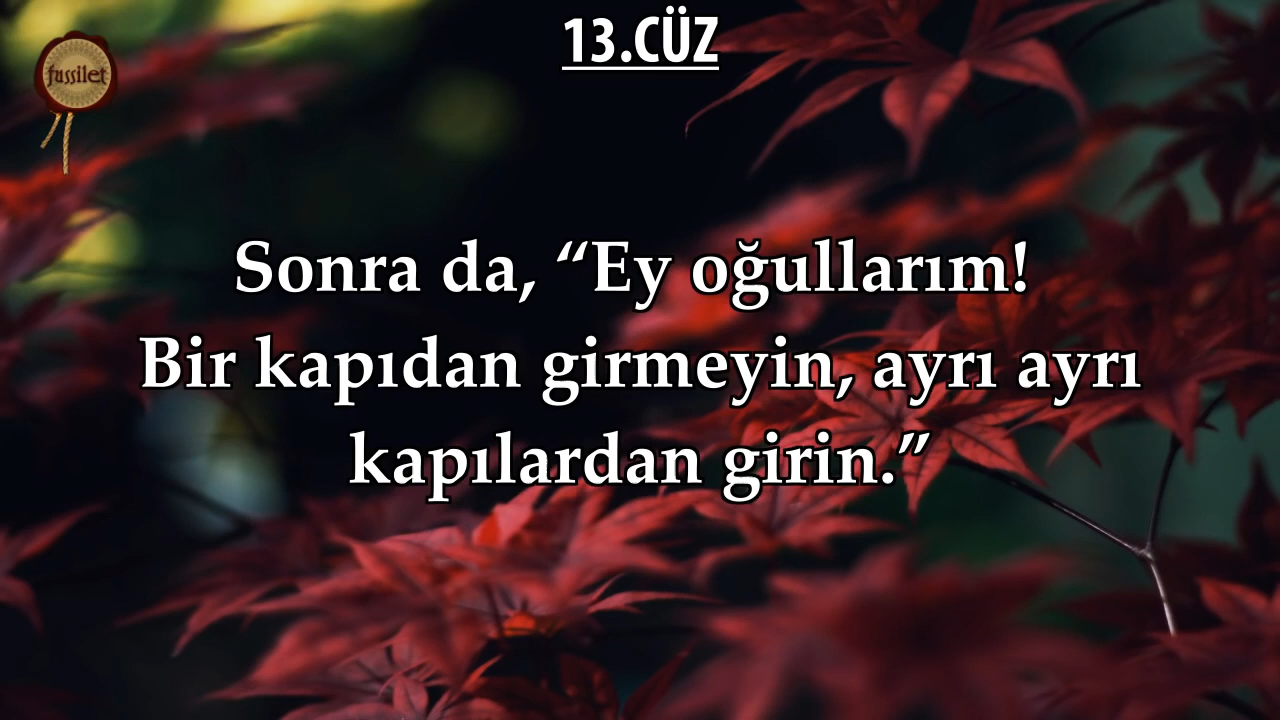 13.CÜZ
fussilet
Sonra da, “Ey oğullarım!
Bir kapıdan girmeyin, ayrı ayrı
kapılardan girin.”